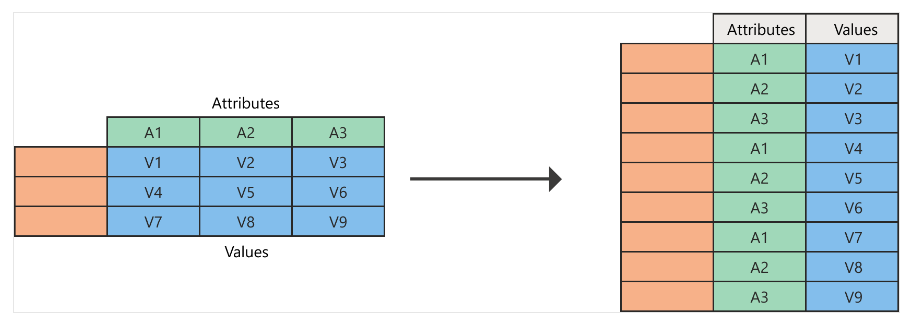 Attributes
A1 A2 A3
V1 V2 V3
V4 V5 V6
V7 V8 V9
Values
Attributes Values
A1 V1
A2 V2
A3 V3
A1 V4
A2 V5
A3 V6
A1 V7
A2 V8
A3 V9